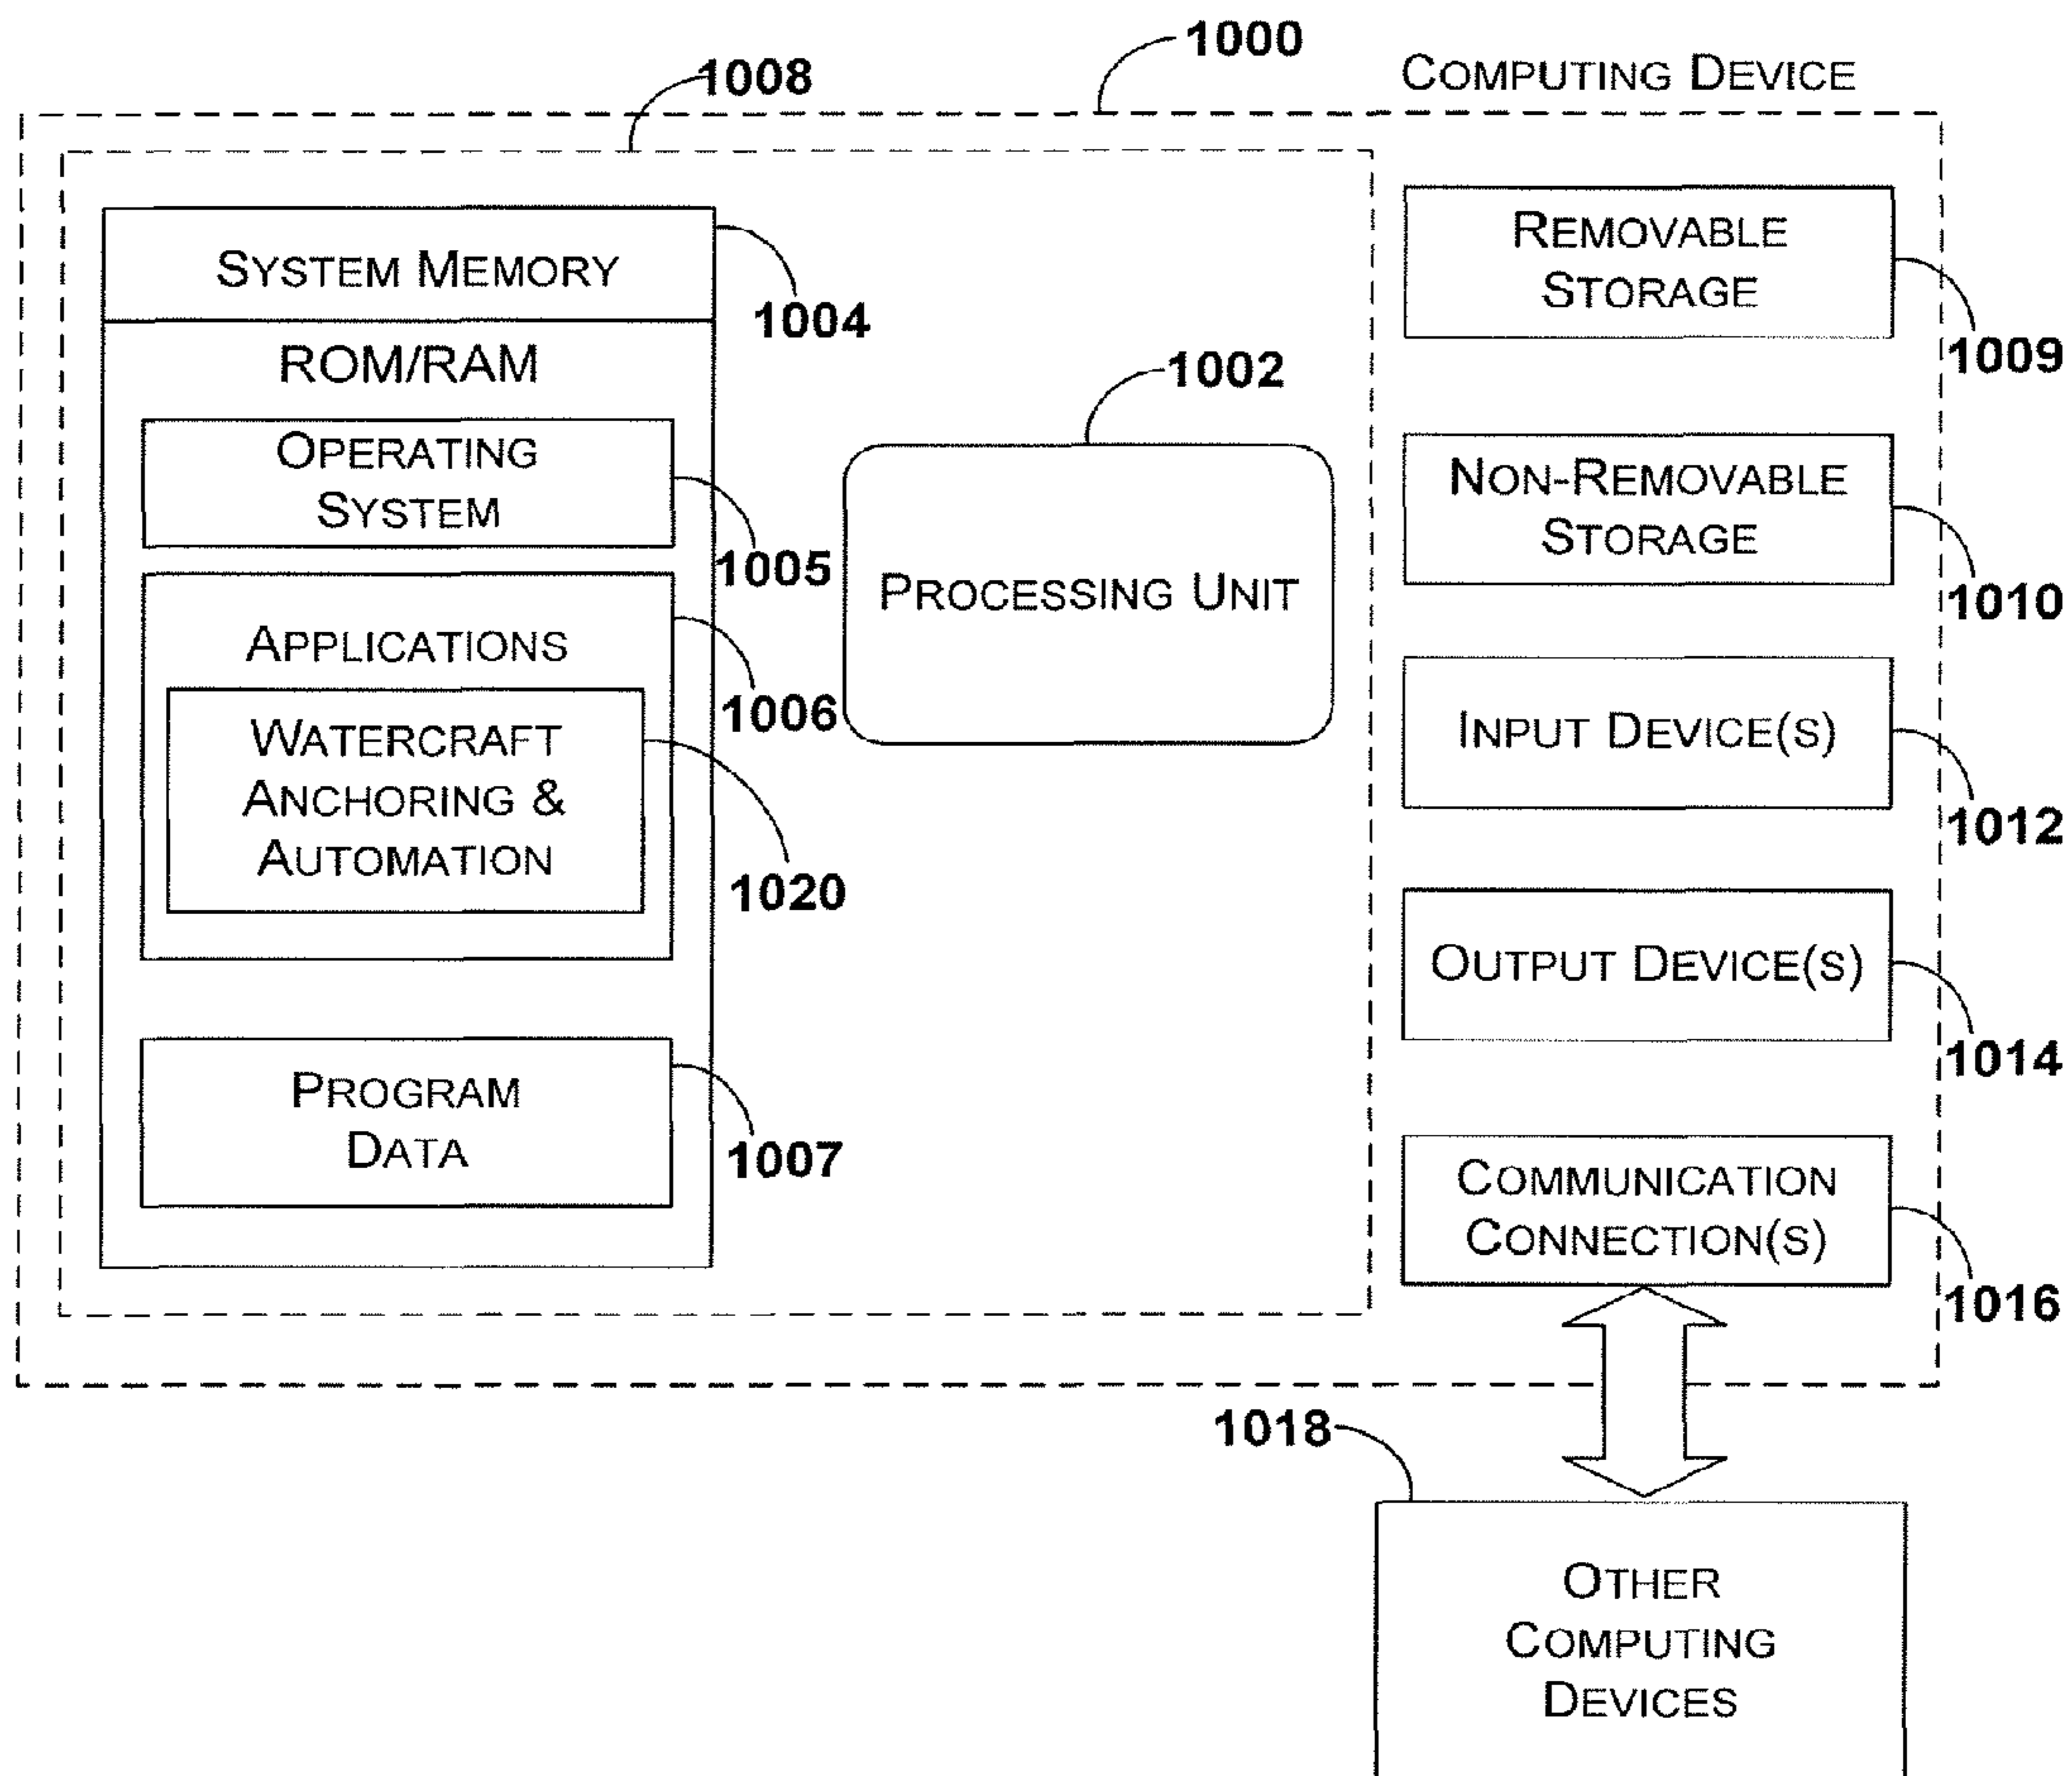 1000
COMPUTING DEVICE
1008
SYSTEM MEMORY
1004
ROM/RAM
OPERATING
SYSTEM
1005
APPLICATIONS
1006
WATERCRAFT
ANCHORING &
AUTOMATION
1020
PROGRAM
DATA
1007
1002
PROCESSING UNIT
REMOVABLE
STORAGE
1009
NON-REMOVABLE
STORAGE
1010
INPUT DEVICE(S)
1012
OUTPUT DEVICE(S)
1014
COMMUNICATION
CONNECTION(S)
1016
1018
OTHER
COMPUTING
DEVICES